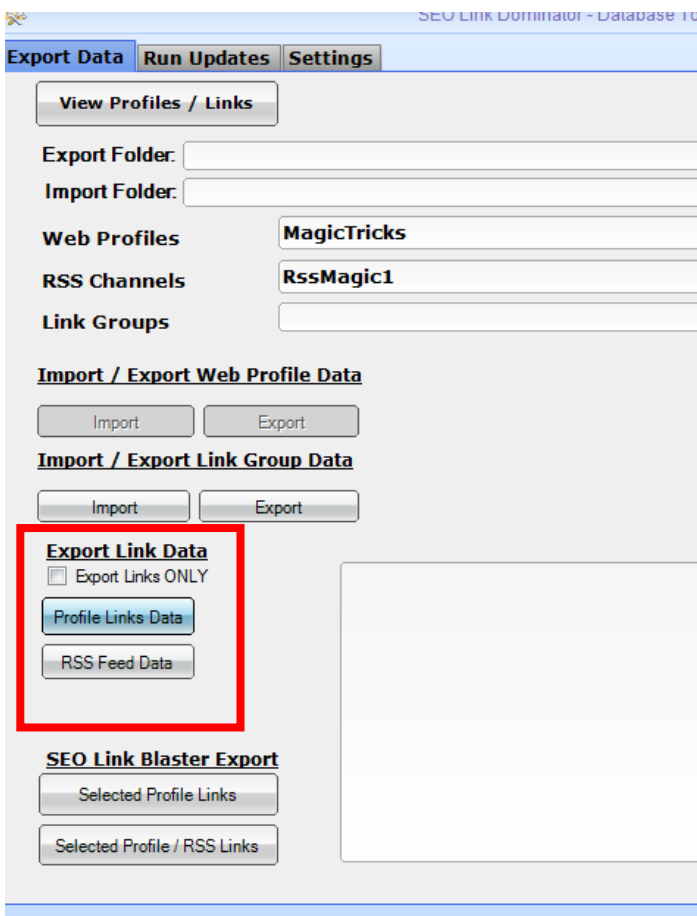 SEO Link Dominator - Database To
Export Data Run Updates Settings
View Profiles / Links
Export Folder:
Import Folder:
Web Profiles MagicTricks
RSS Channels RssMagic1
Link Groups
Import / Export Web Profile Data
Import Export
Import / Export Link Group Data
Import Export
Export Link Data
Export Links ONLY
Profile Links Data
RSS Feed Data
SEO Link Blaster Export
Selected Profile Links
Selected Profile / RSS Links